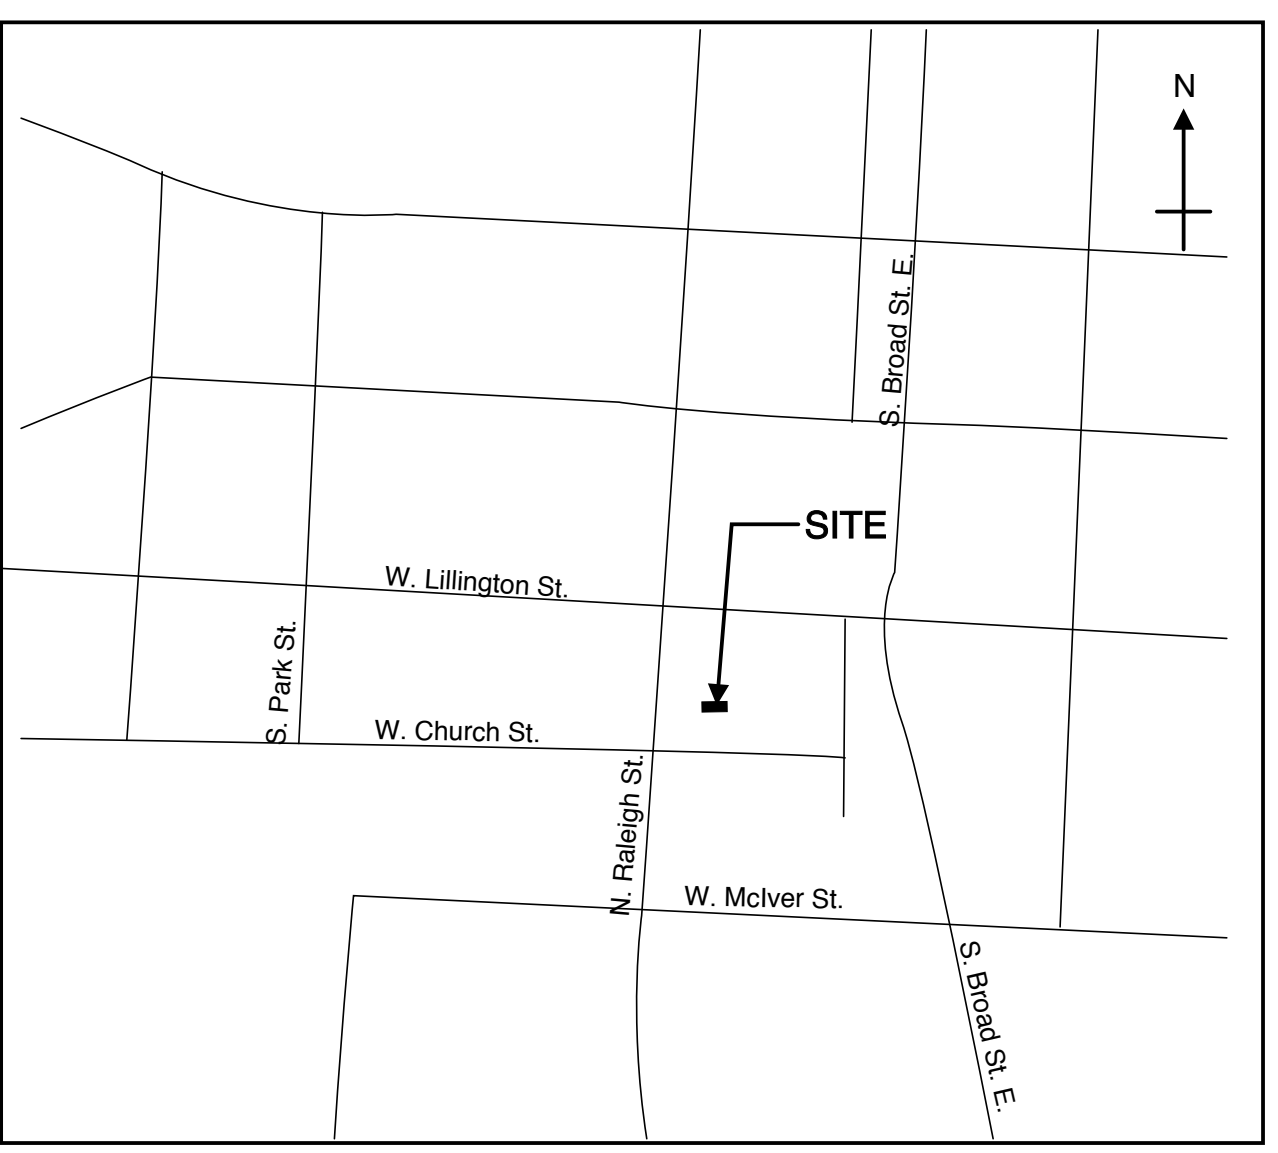 N
S. Broad St. E.
SITE
W. Lillington St.
S. Park St.
W. Church St.
N. Raleigh St.
W. McIver St.
S. Broad St. E.